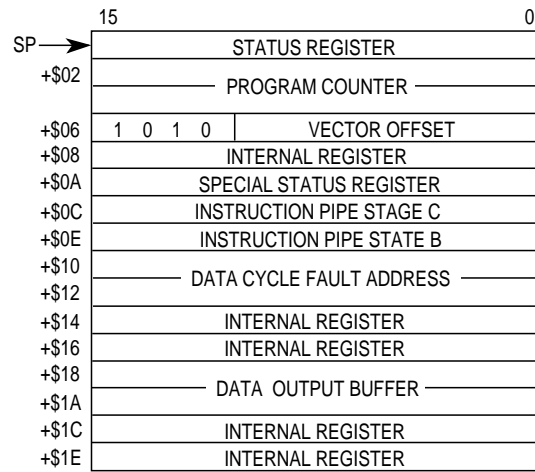 15 0
SP STATUS REGISTER
+$02 PROGRAM COUNTER
+$06 1 0 1 0 VECTOR OFFSET
+$08 INTERNAL REGISTER
+$0A SPECIAL STATUS REGISTER
+$0C INSTRUCTION PIPE STAGE C
+$0E INSTRUCTION PIPE STATE B
+$10
DATA CYCLE FAULT ADDRESS
+$12
+$14 INTERNAL REGISTER
+$16 INTERNAL REGISTER
+$18
DATA OUTPUT BUFFER
+$1A
+$1C INTERNAL REGISTER
+$1E INTERNAL REGISTER